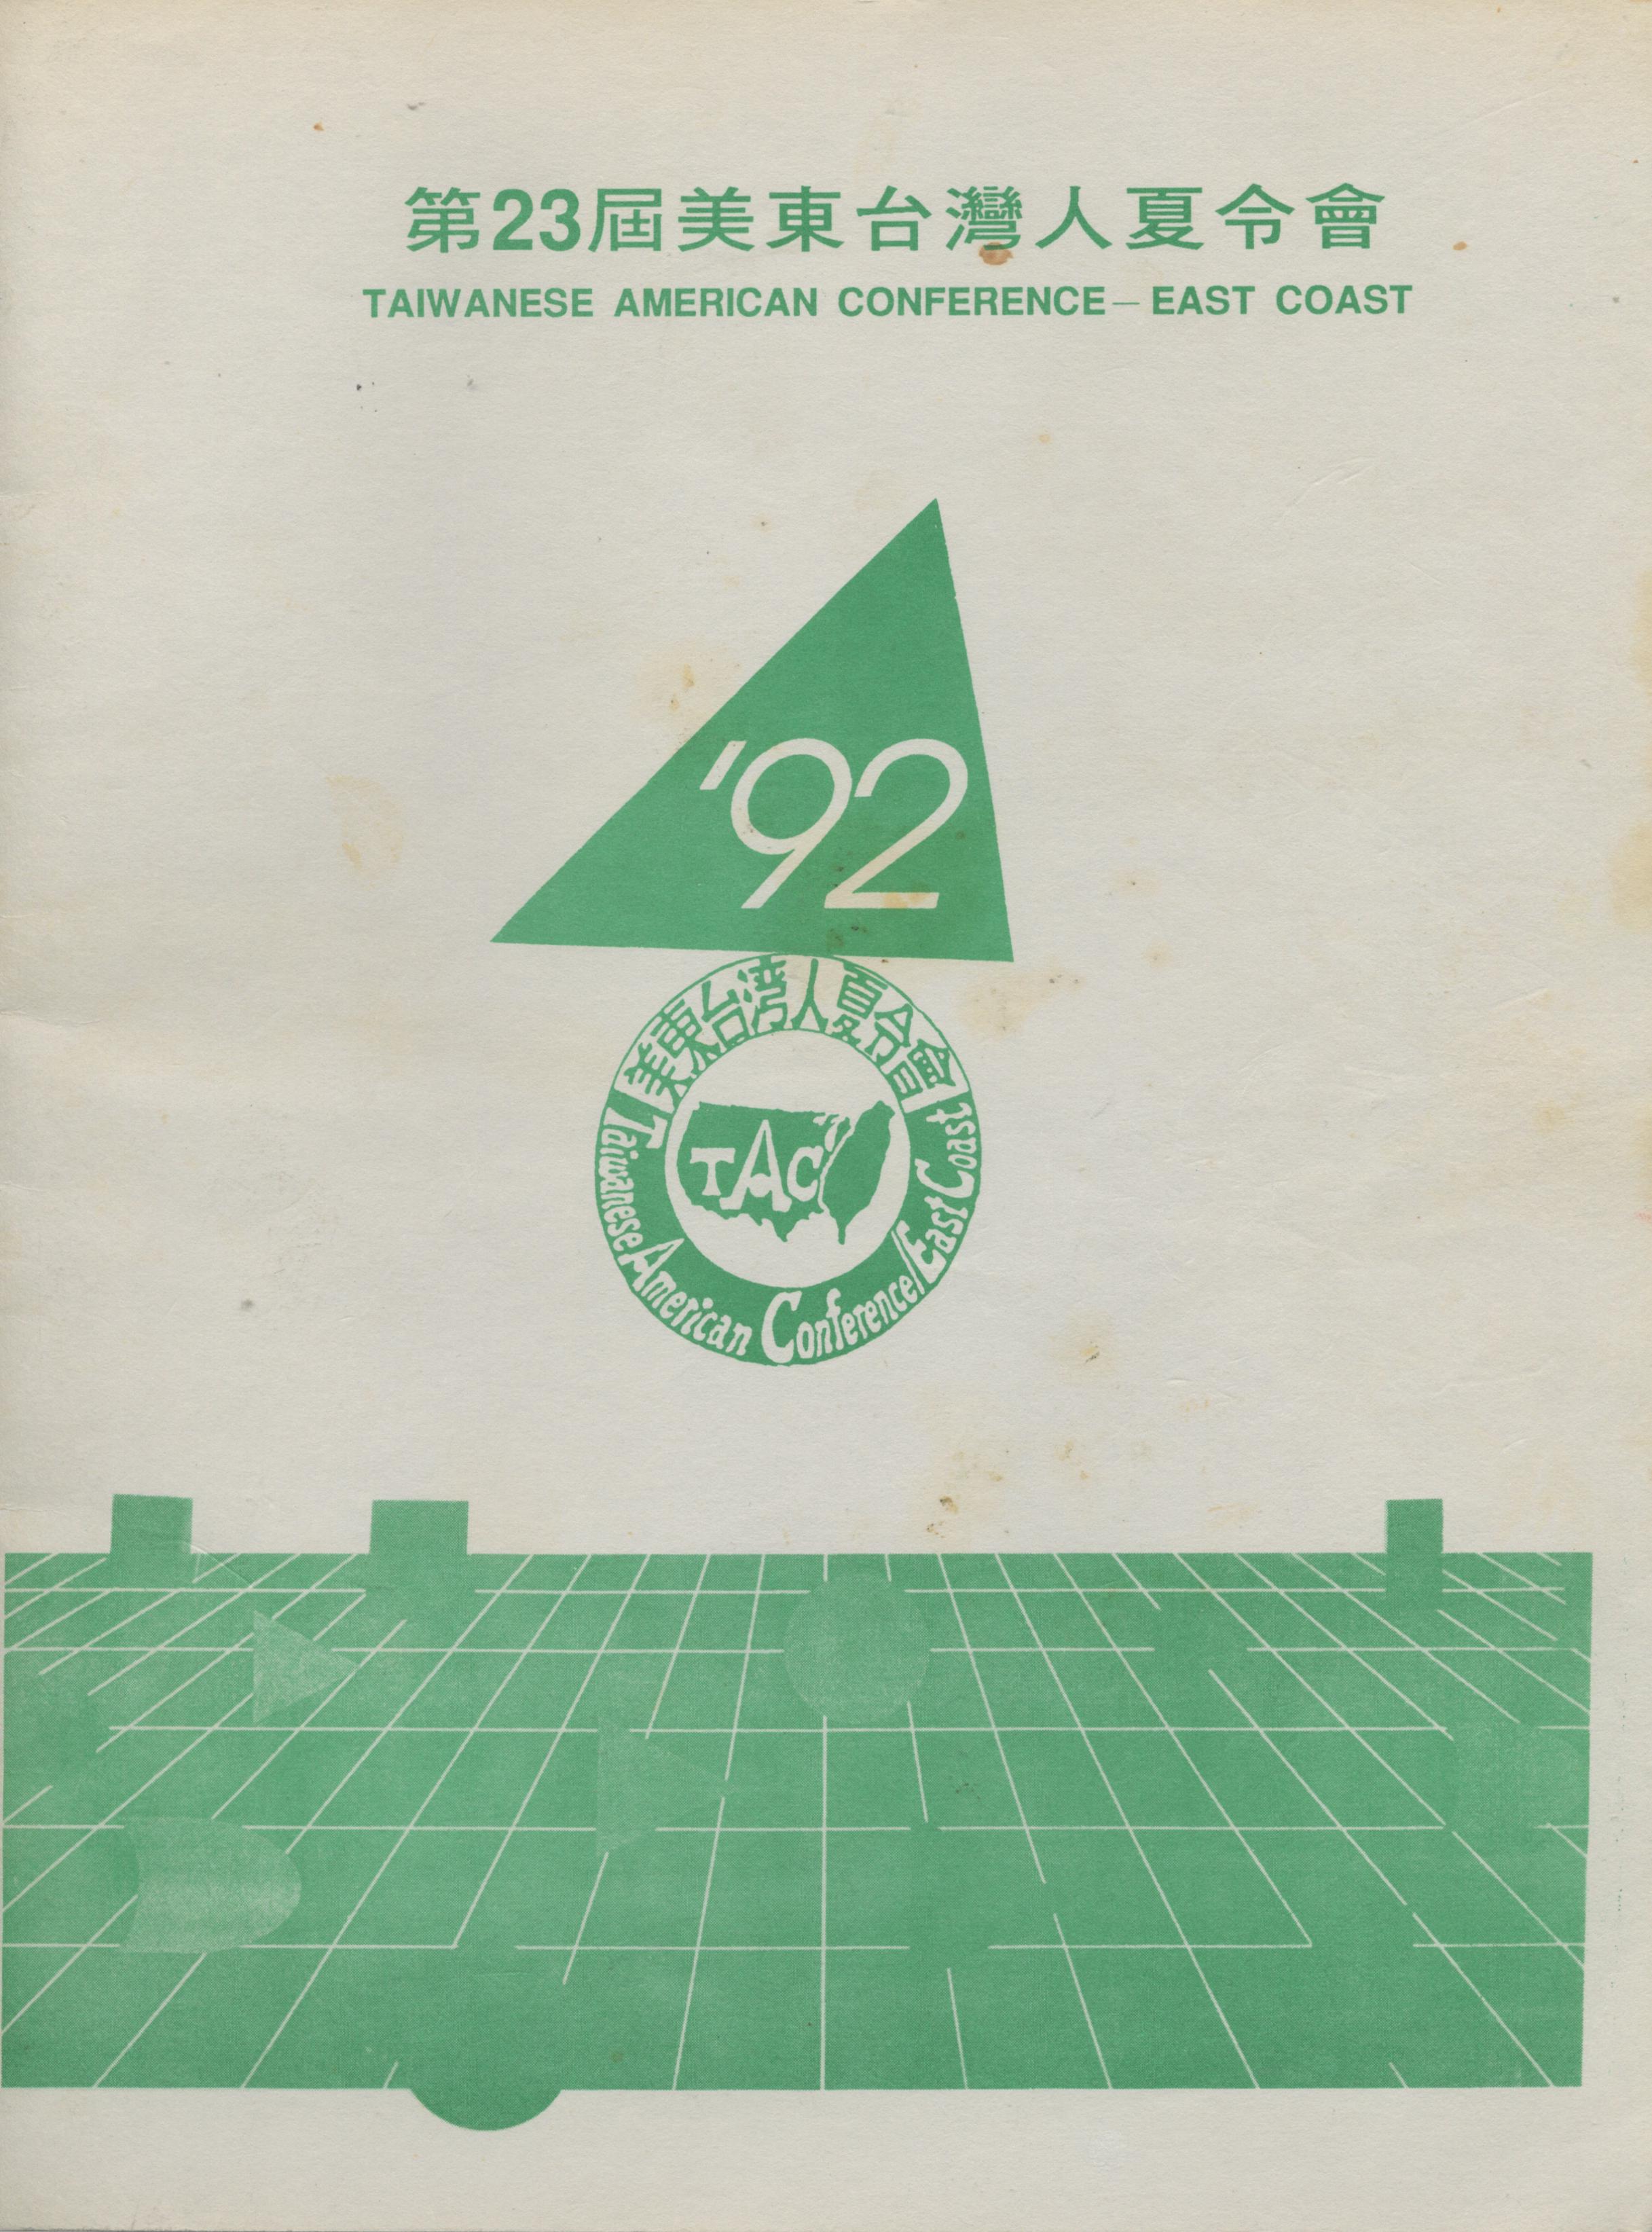 第23屆美東台灣人夏令會
TAIWANESE AMERICAN CONFERENCE — EAST COAST
'92
美東台湾人夏令會
TAC
Taiwanese American Conference/East Coast